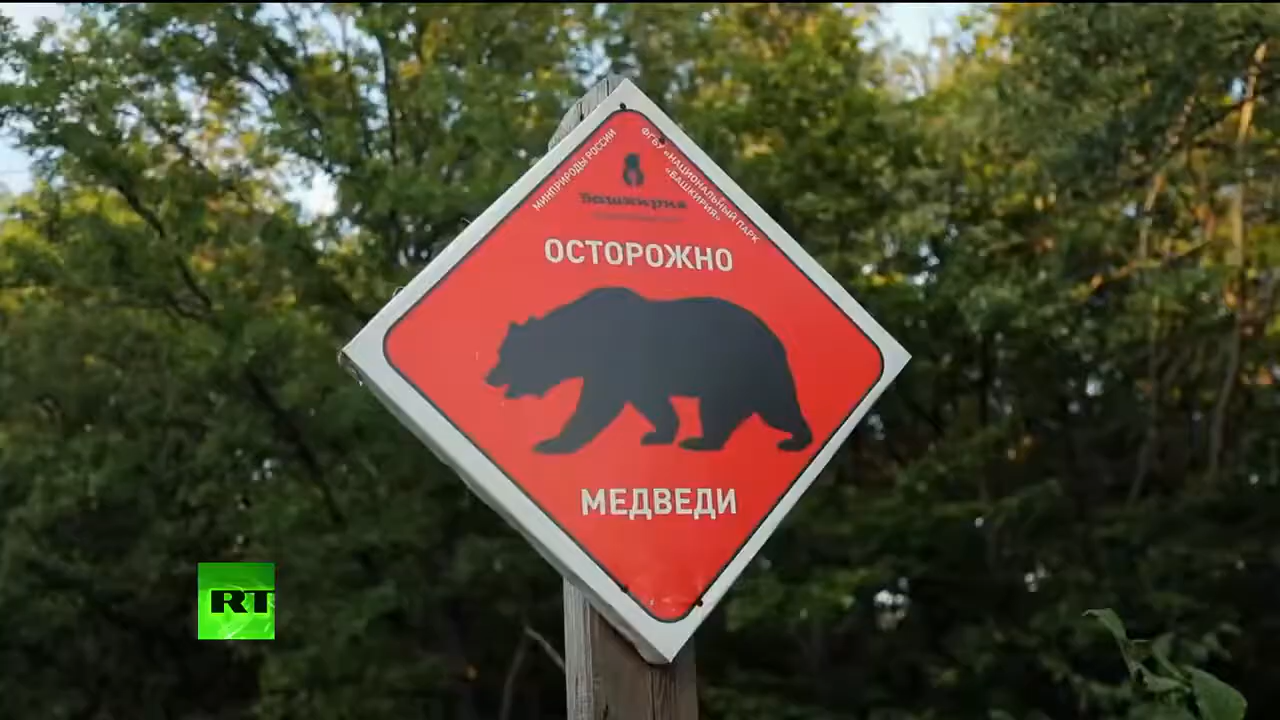 МИНПРИРОДЫ РОССИИ
ФГБУ «НАЦИОНАЛЬНЫЙ ПАРК
«БАШКИРИЯ»
Башкирия
ОСТОРОЖНО
МЕДВЕДИ
RT